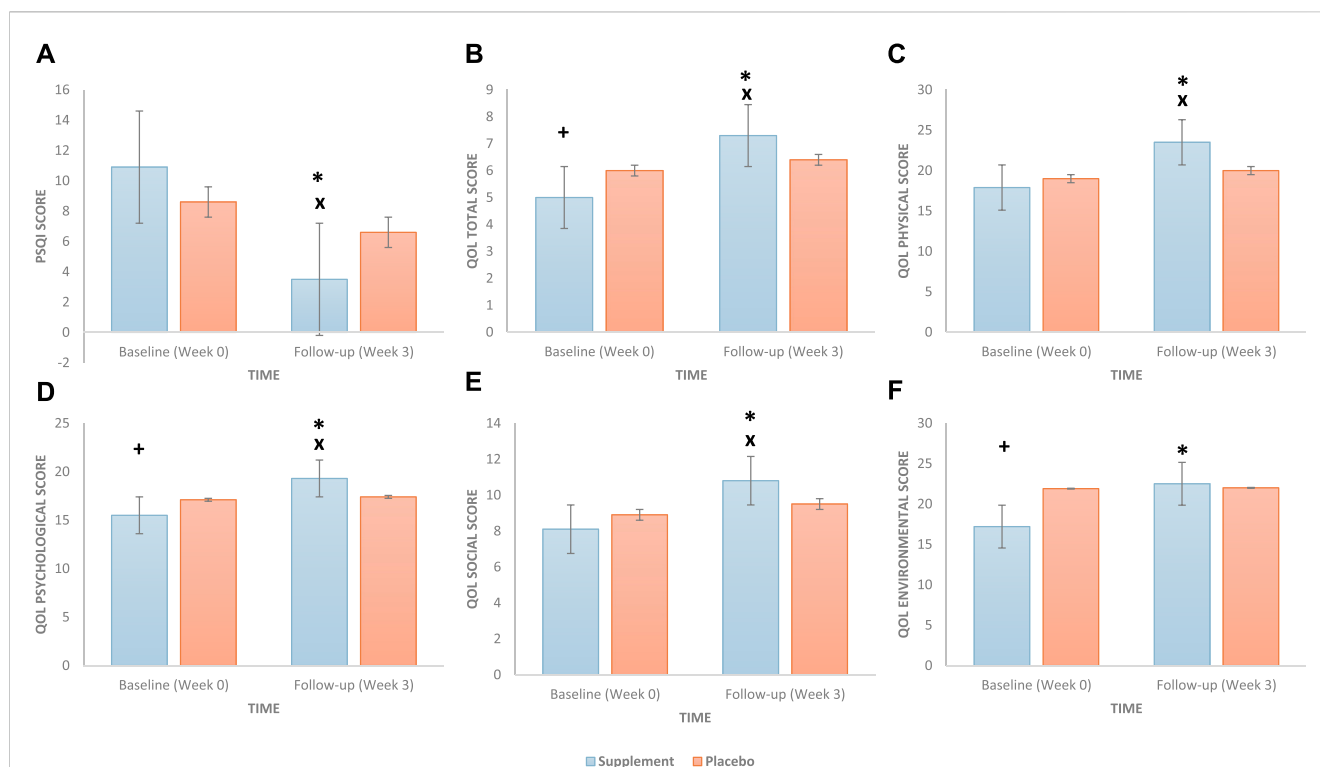 A
PSQI SCORE
16
14
12
10
8
6
4
2
0
-2
*
x
Baseline (Week 0)
Follow-up (Week 3)
TIME
B
QOL TOTAL SCORE
9
8
7
6
5
4
3
2
1
0
+
*
x
Baseline (Week 0)
Follow-up (Week 3)
TIME
C
QOL PHYSICAL SCORE
30
25
20
15
10
5
0
*
x
Baseline (Week 0)
Follow-up (Week 3)
TIME
D
QOL PSYCHOLOGICAL SCORE
25
20
15
10
5
0
+
*
x
Baseline (Week 0)
Follow-up (Week 3)
TIME
E
QOL SOCIAL SCORE
14
12
10
8
6
4
2
0
*
x
Baseline (Week 0)
Follow-up (Week 3)
TIME
F
QOL ENVIRONMENTAL SCORE
30
25
20
15
10
5
0
+
*
Baseline (Week 0)
Follow-up (Week 3)
TIME
Supplement Placebo